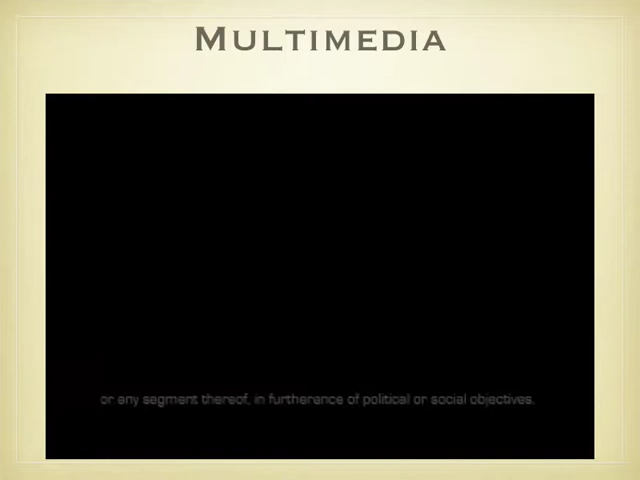 Multimedia
or any segment thereof, in furtherance of political or social objectives.